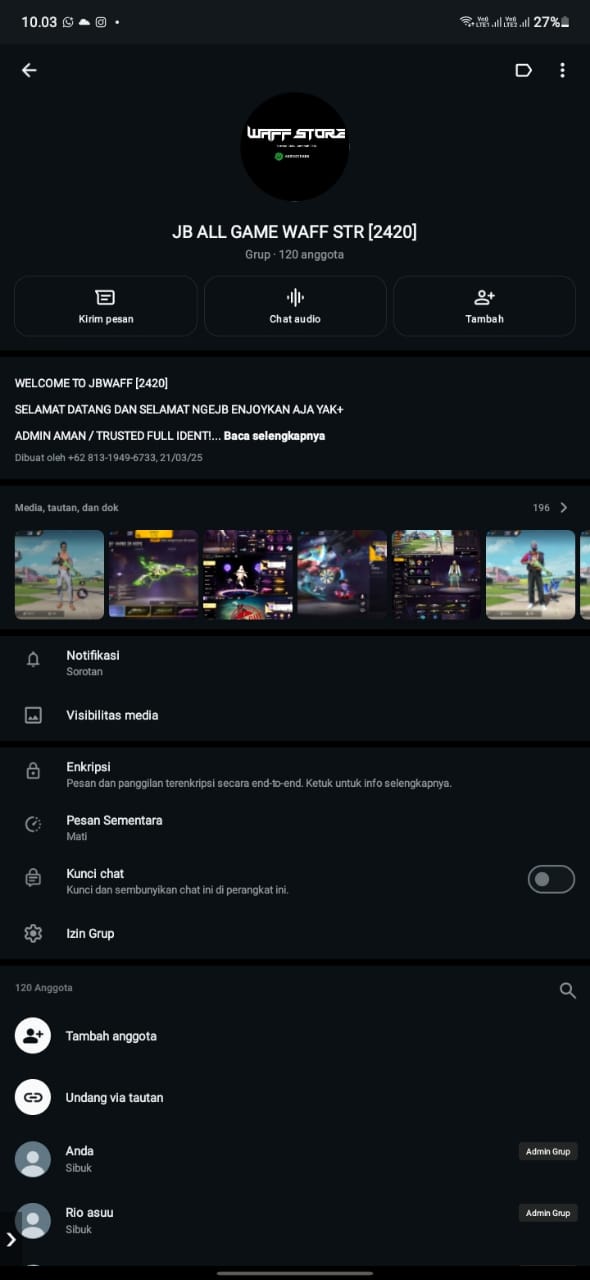 10.03
27%
WAFF STORE
JB ALL GAME WAFF STR [2420]
Grup · 120 anggota
Kirim pesan
Chat audio
Tambah
WELCOME TO JBWAFF [2420]
SELAMAT DATANG DAN SELAMAT NGEJB ENJOYKAN AJA YAK+
ADMIN AMAN / TRUSTED FULL IDENT!... Baca selengkapnya
Dibuat oleh +62 813-1949-6733, 21/03/25
Media, tautan, dan dok
196
Notifikasi
Sorotan
Visibilitas media
Enkripsi
Pesan dan panggilan terenkripsi secara end-to-end. Ketuk untuk info selengkapnya.
Pesan Sementara
Mati
Kunci chat
Kunci dan sembunyikan chat ini di perangkat ini.
Izin Grup
120 Anggota
Tambah anggota
Undang via tautan
Anda
Admin Grup
Sibuk
Rio asuu
Admin Grup
Sibuk